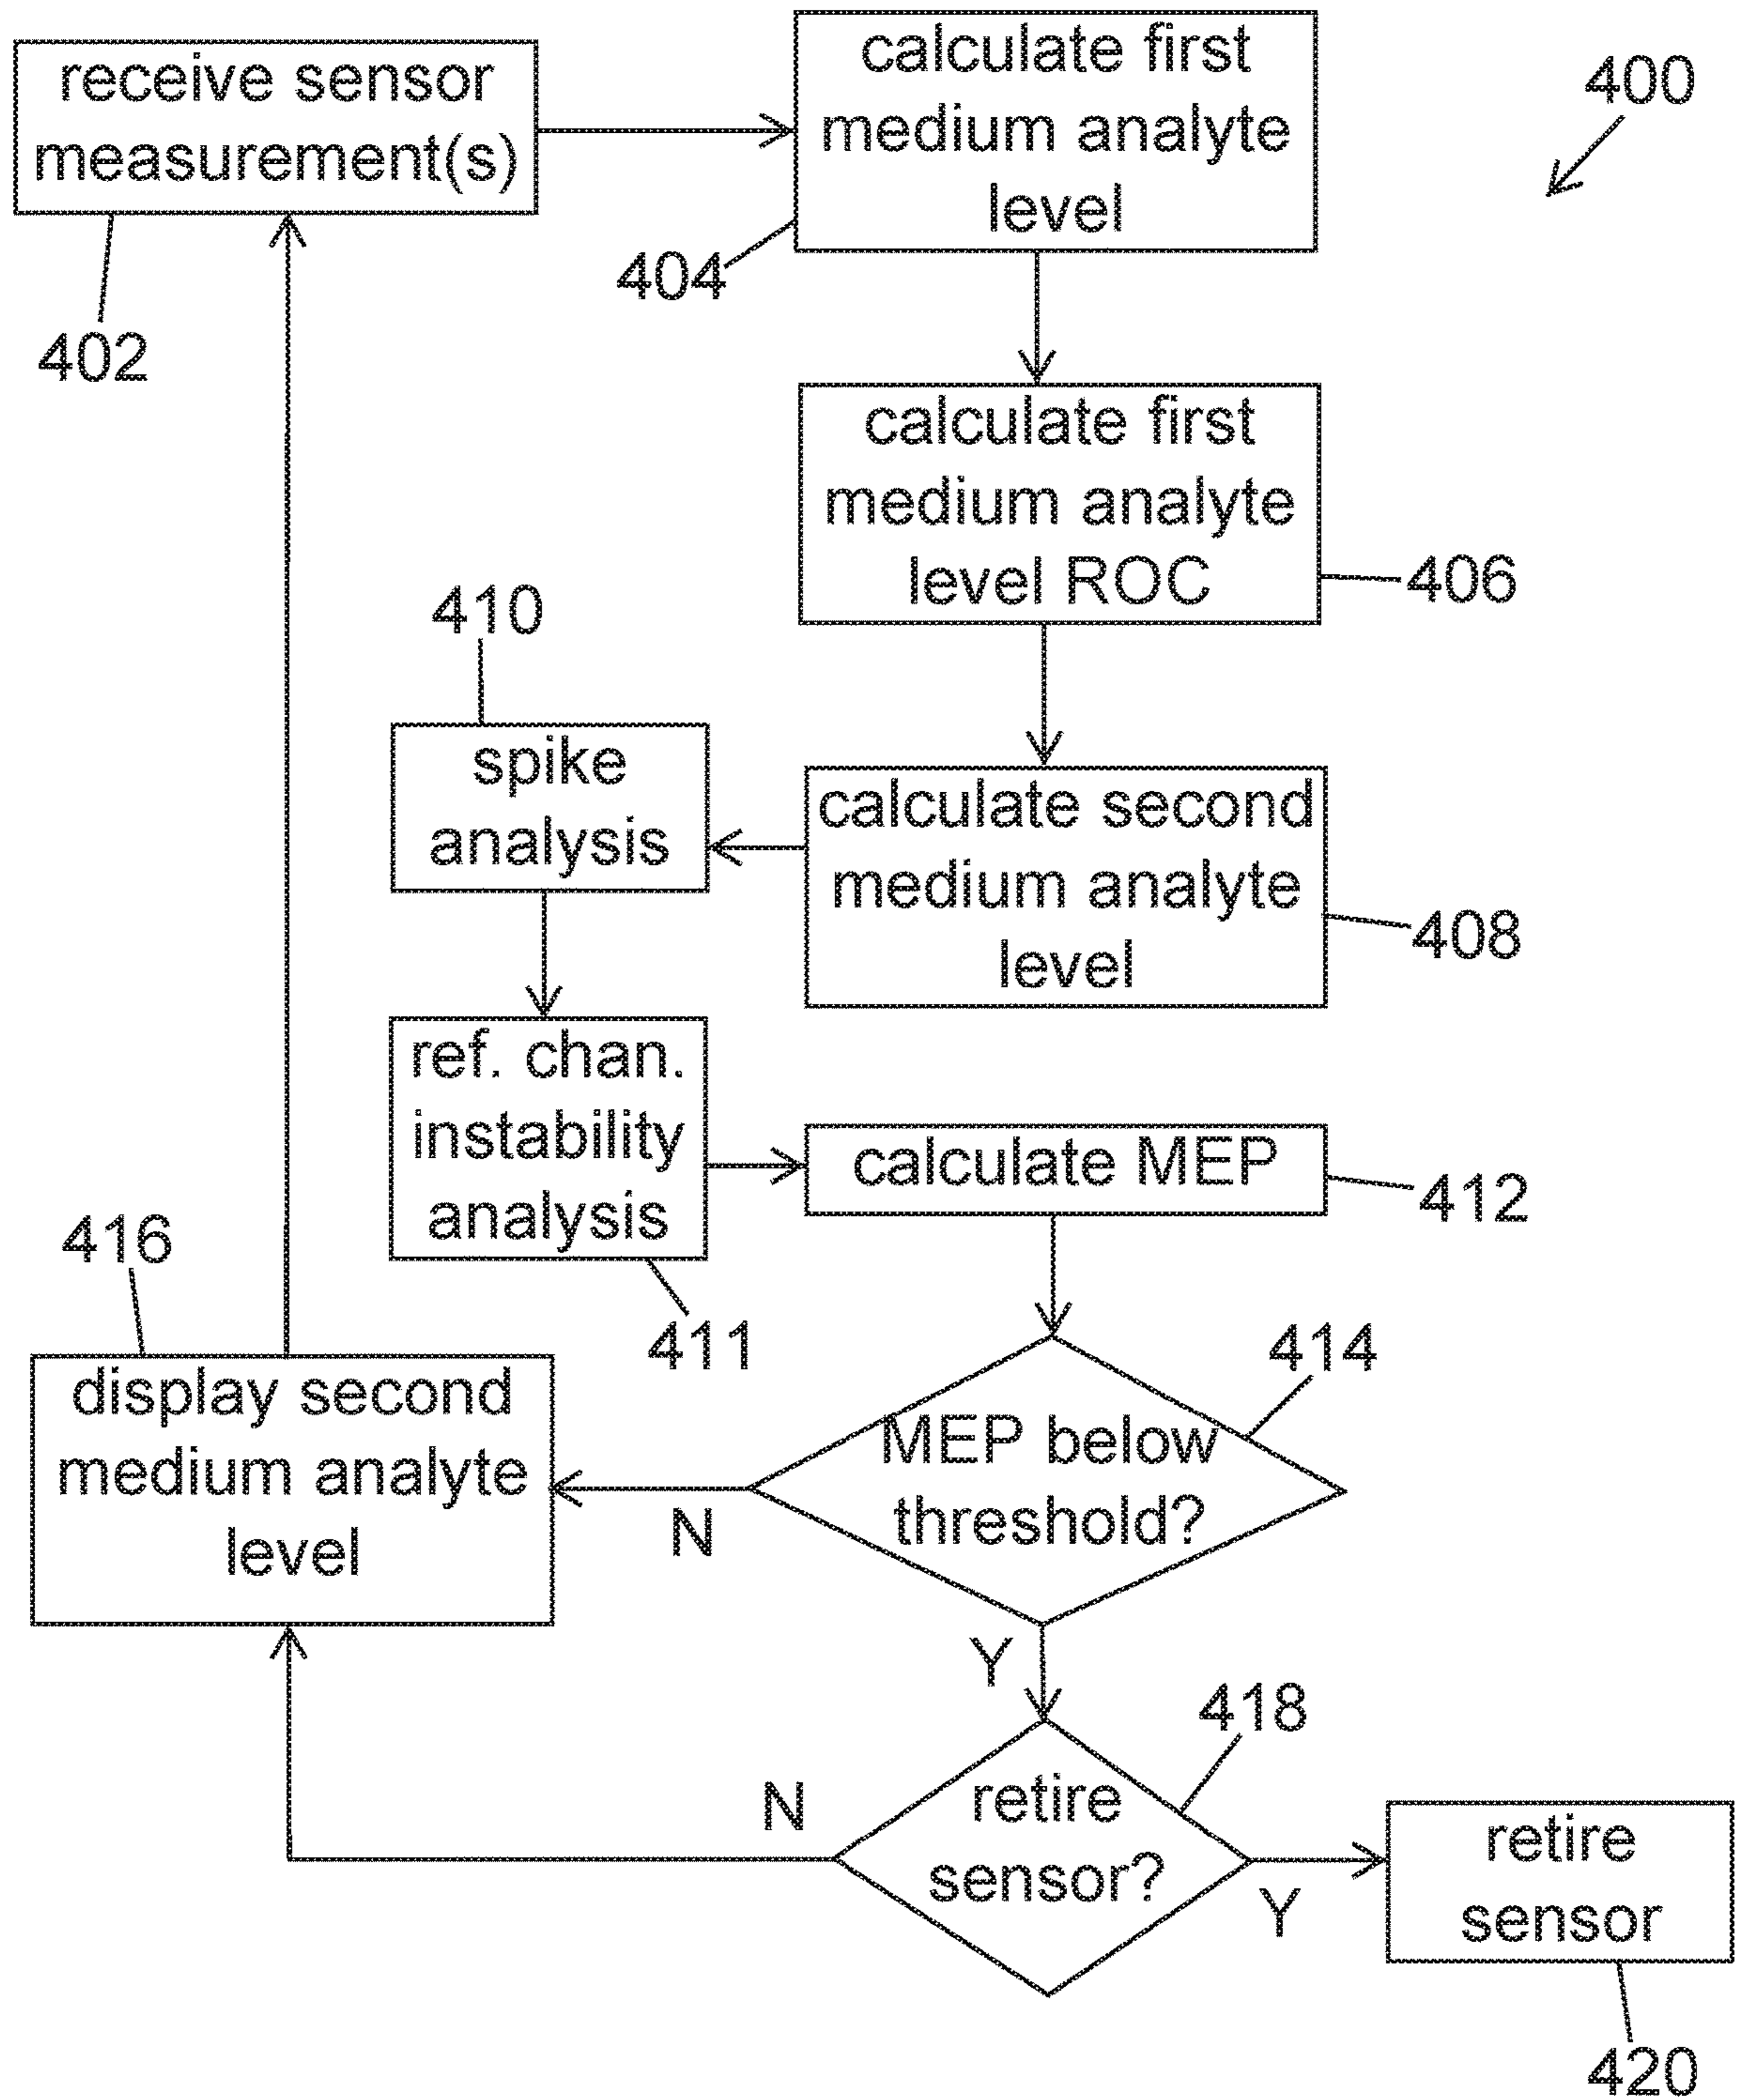 receive sensor
measurement(s)
402
calculate first
medium analyte
level
404
400
calculate first
medium analyte
level ROC
406
calculate second
medium analyte
level
408
410
spike
analysis
ref. chan.
instability
analysis
411
calculate MEP
412
MEP below
threshold?
414
N
Y
416
display second
medium analyte
level
retire
sensor?
418
N
Y
retire
sensor
420